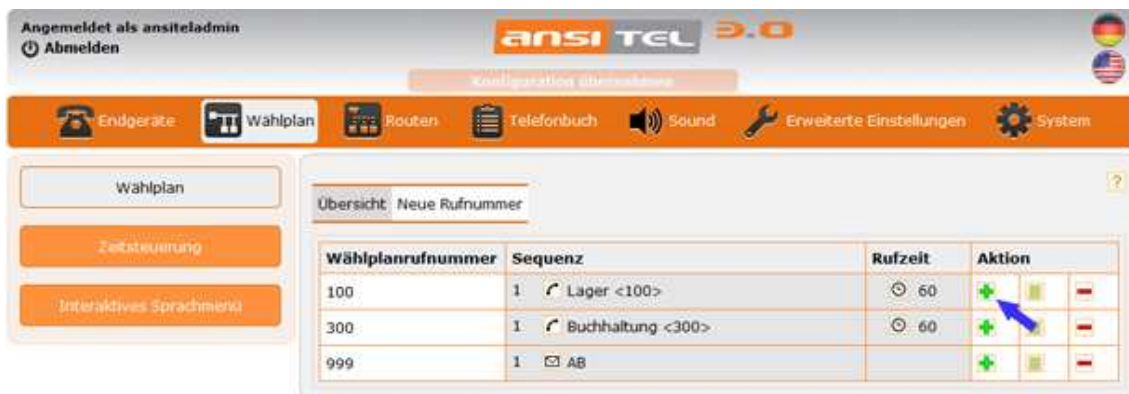 Angemeldet als ansiteladmin
Abmelden
ansi TEL 3.0
Konfiguration übernehmen
Endgeräte Wählplan Routen Telefonbuch Sound Erweiterte Einstellungen System
Wählplan
Zeitsteuerung
Interaktives Sprachmenü
?
Übersicht Neue Rufnummer
Wählplanrufnummer Sequenz Rufzeit Aktion
100 1 Lager <100> 60
300 1 Buchhaltung <300> 60
999 1 AB